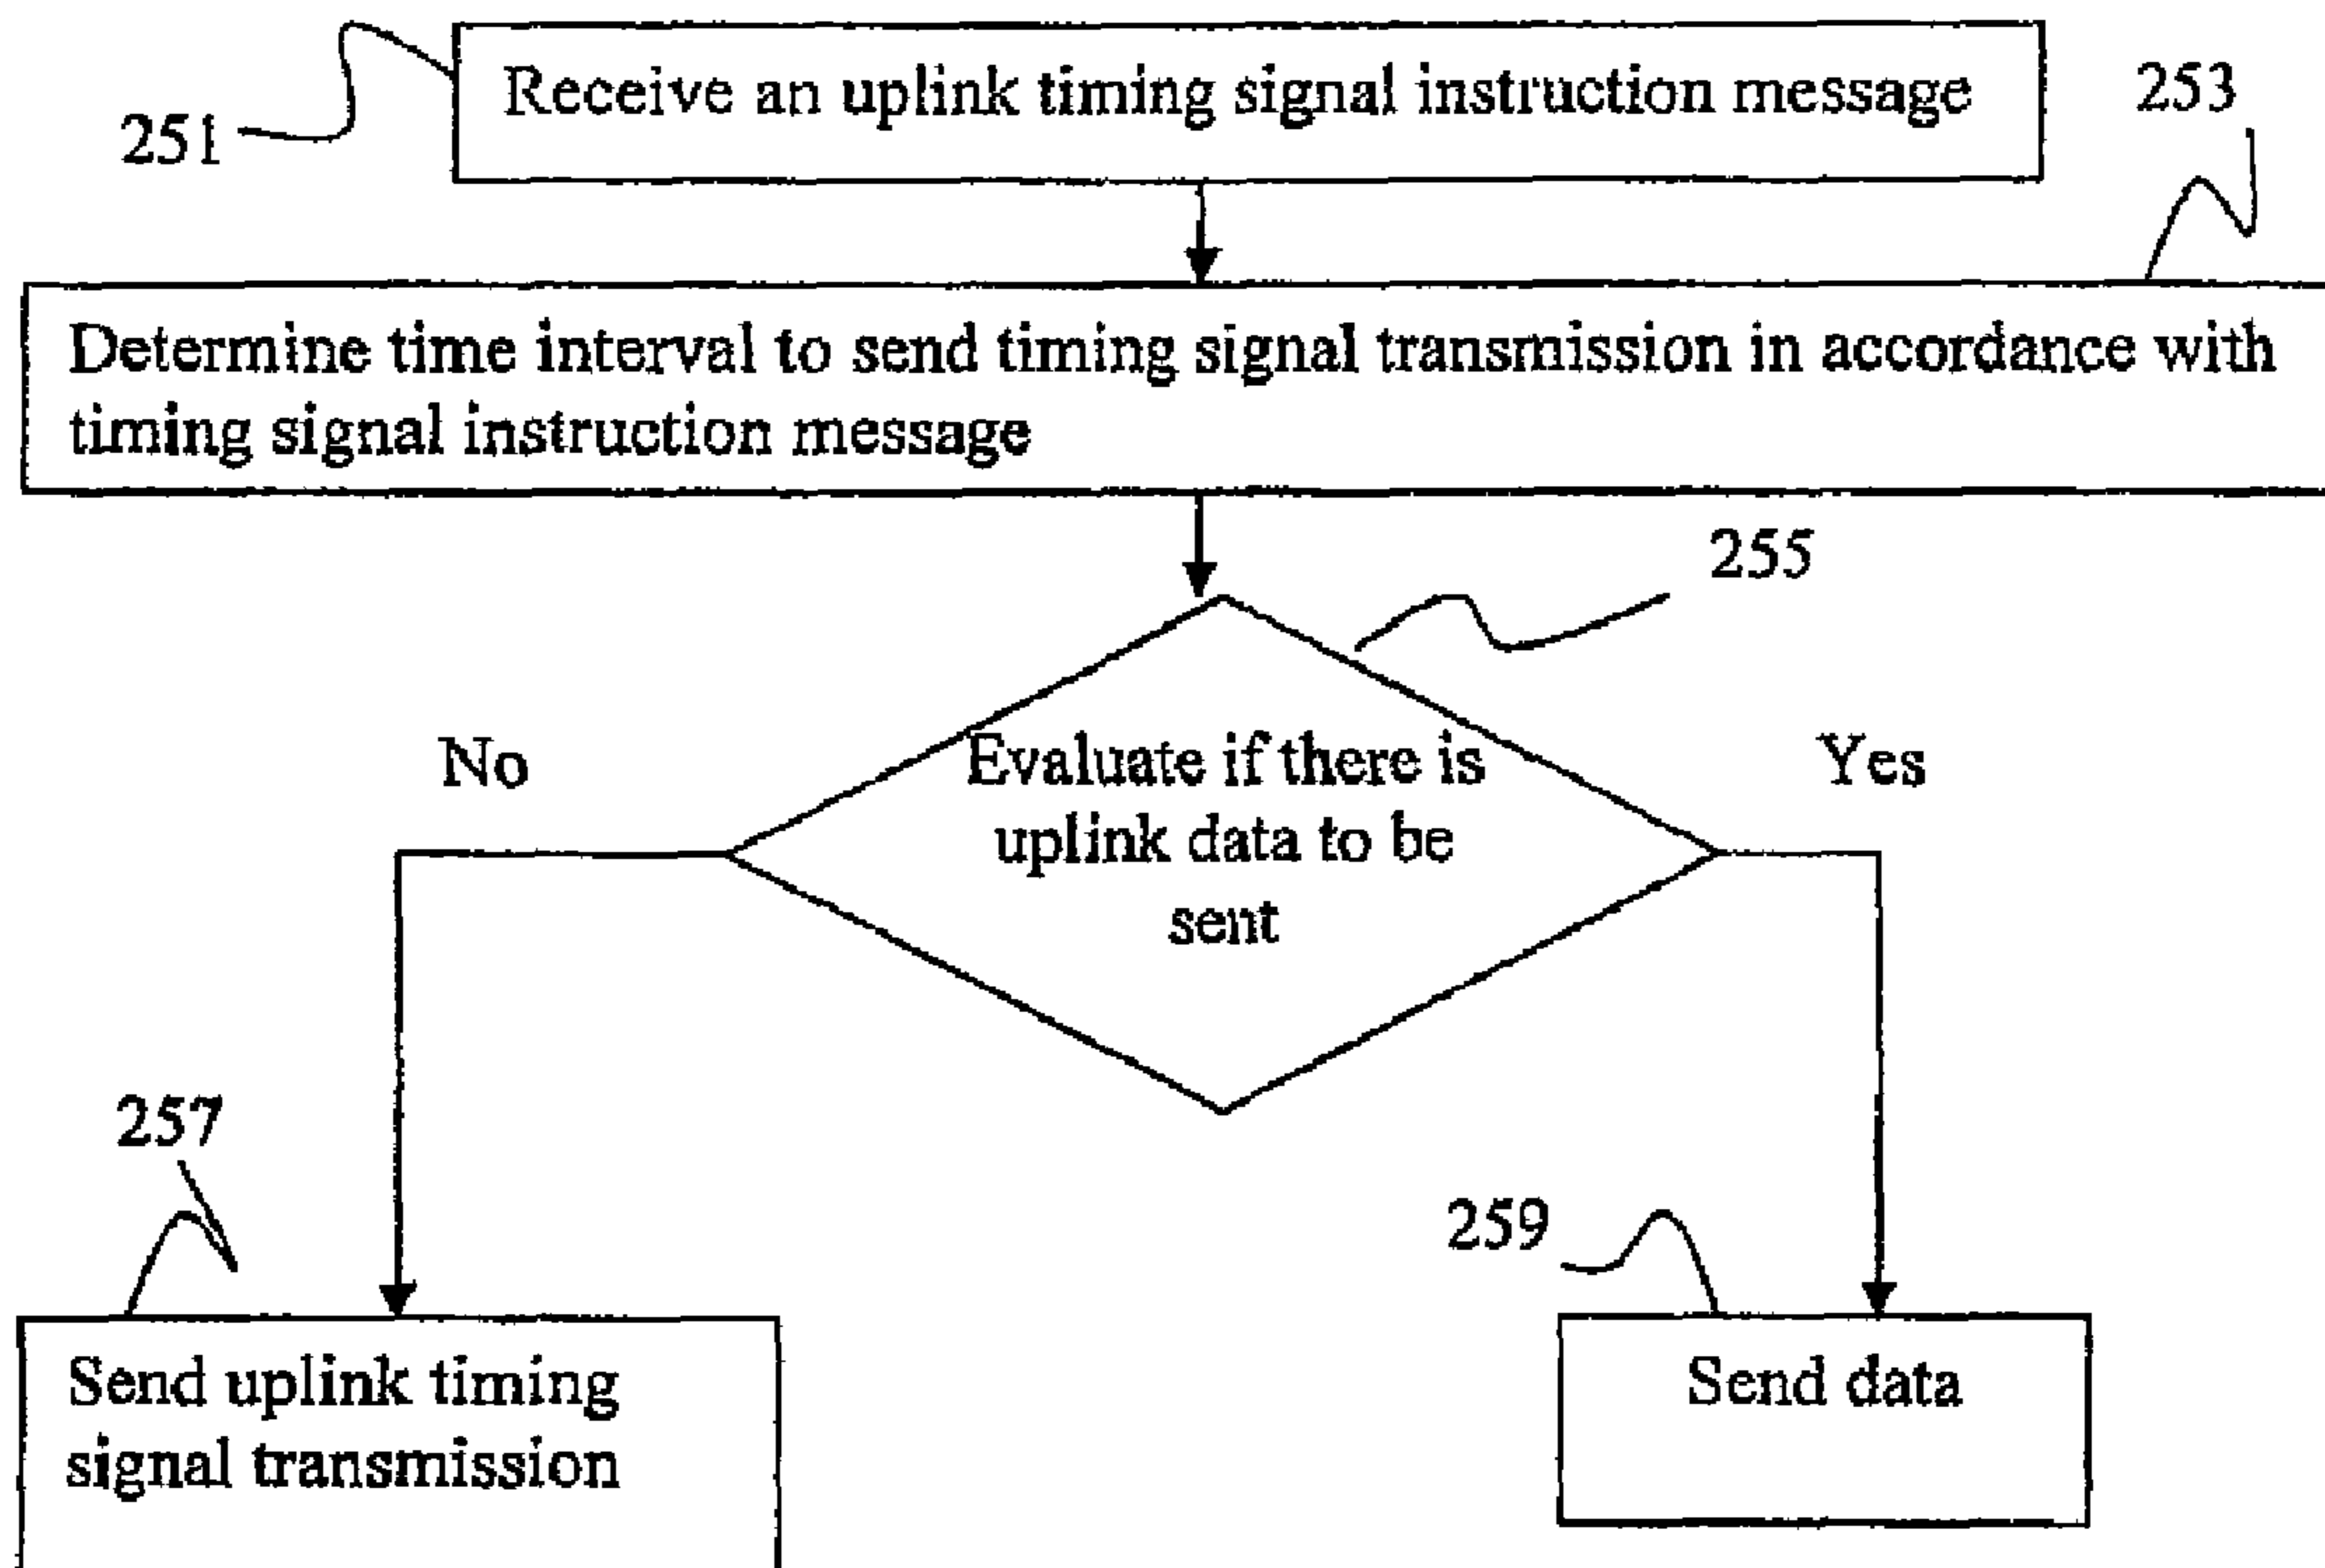 Receive an uplink timing signal instruction message
253
251
Determine time interval to send timing signal transmission in accordance with
timing signal instruction message
255
No
Evaluate if there is
uplink data to be
sent
Yes
257
259
Send uplink timing
signal transmission
Send data